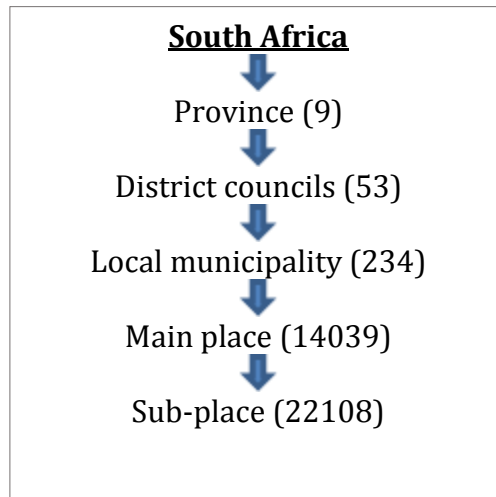 South Africa
Province (9)
District councils (53)
Local municipality (234)
Main place (14039)
Sub-place (22108)